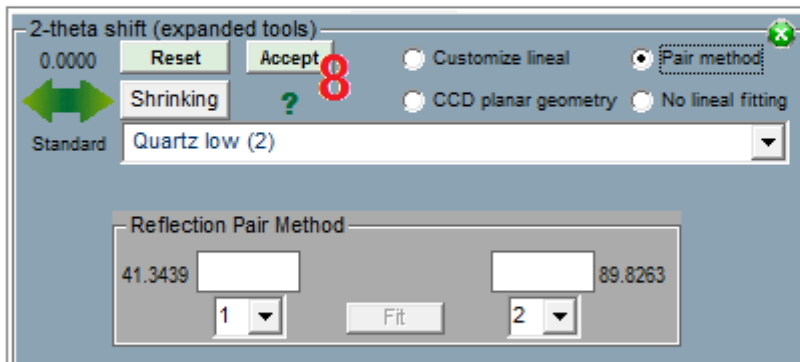 2-theta shift (expanded tools)
0.0000 Reset Accept 8 Customize lineal Pair method
Shrinking ? CCD planar geometry No lineal fitting
Standard Quartz low (2)
Reflection Pair Method
41.3439 89.8263
1 Fit 2